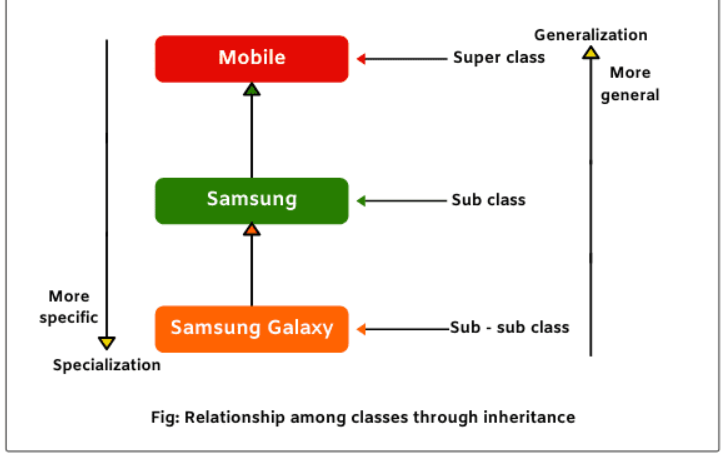 Generalization
Mobile
Super class
More
general
Samsung
Sub class
More
specific
Samsung Galaxy
Sub - sub class
Specialization
Fig: Relationship among classes through inheritance